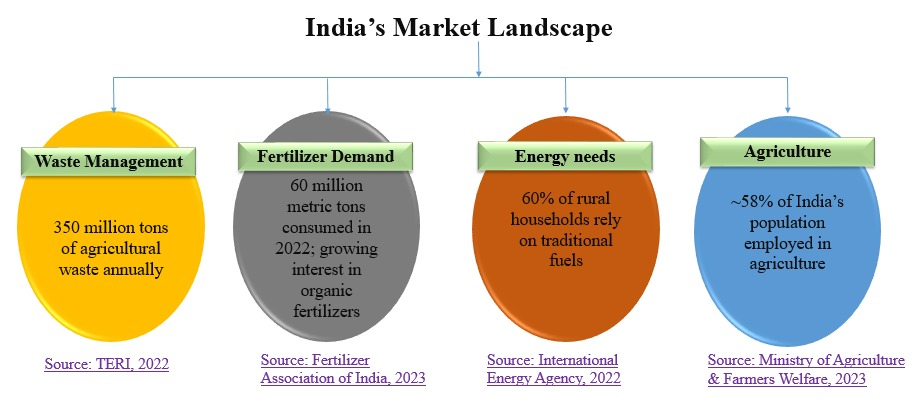 India’s Market Landscape
Waste Management
350 million tons
of agricultural
waste annually
Source: TERI, 2022
Fertilizer Demand
60 million
metric tons
consumed in
2022; growing
interest in
organic
fertilizers
Source: Fertilizer
Association of India, 2023
Energy needs
60% of rural
households rely
on traditional
fuels
Source: International
Energy Agency, 2022
Agriculture
~58% of India’s
population
employed in
agriculture
Source: Ministry of Agriculture
& Farmers Welfare, 2023